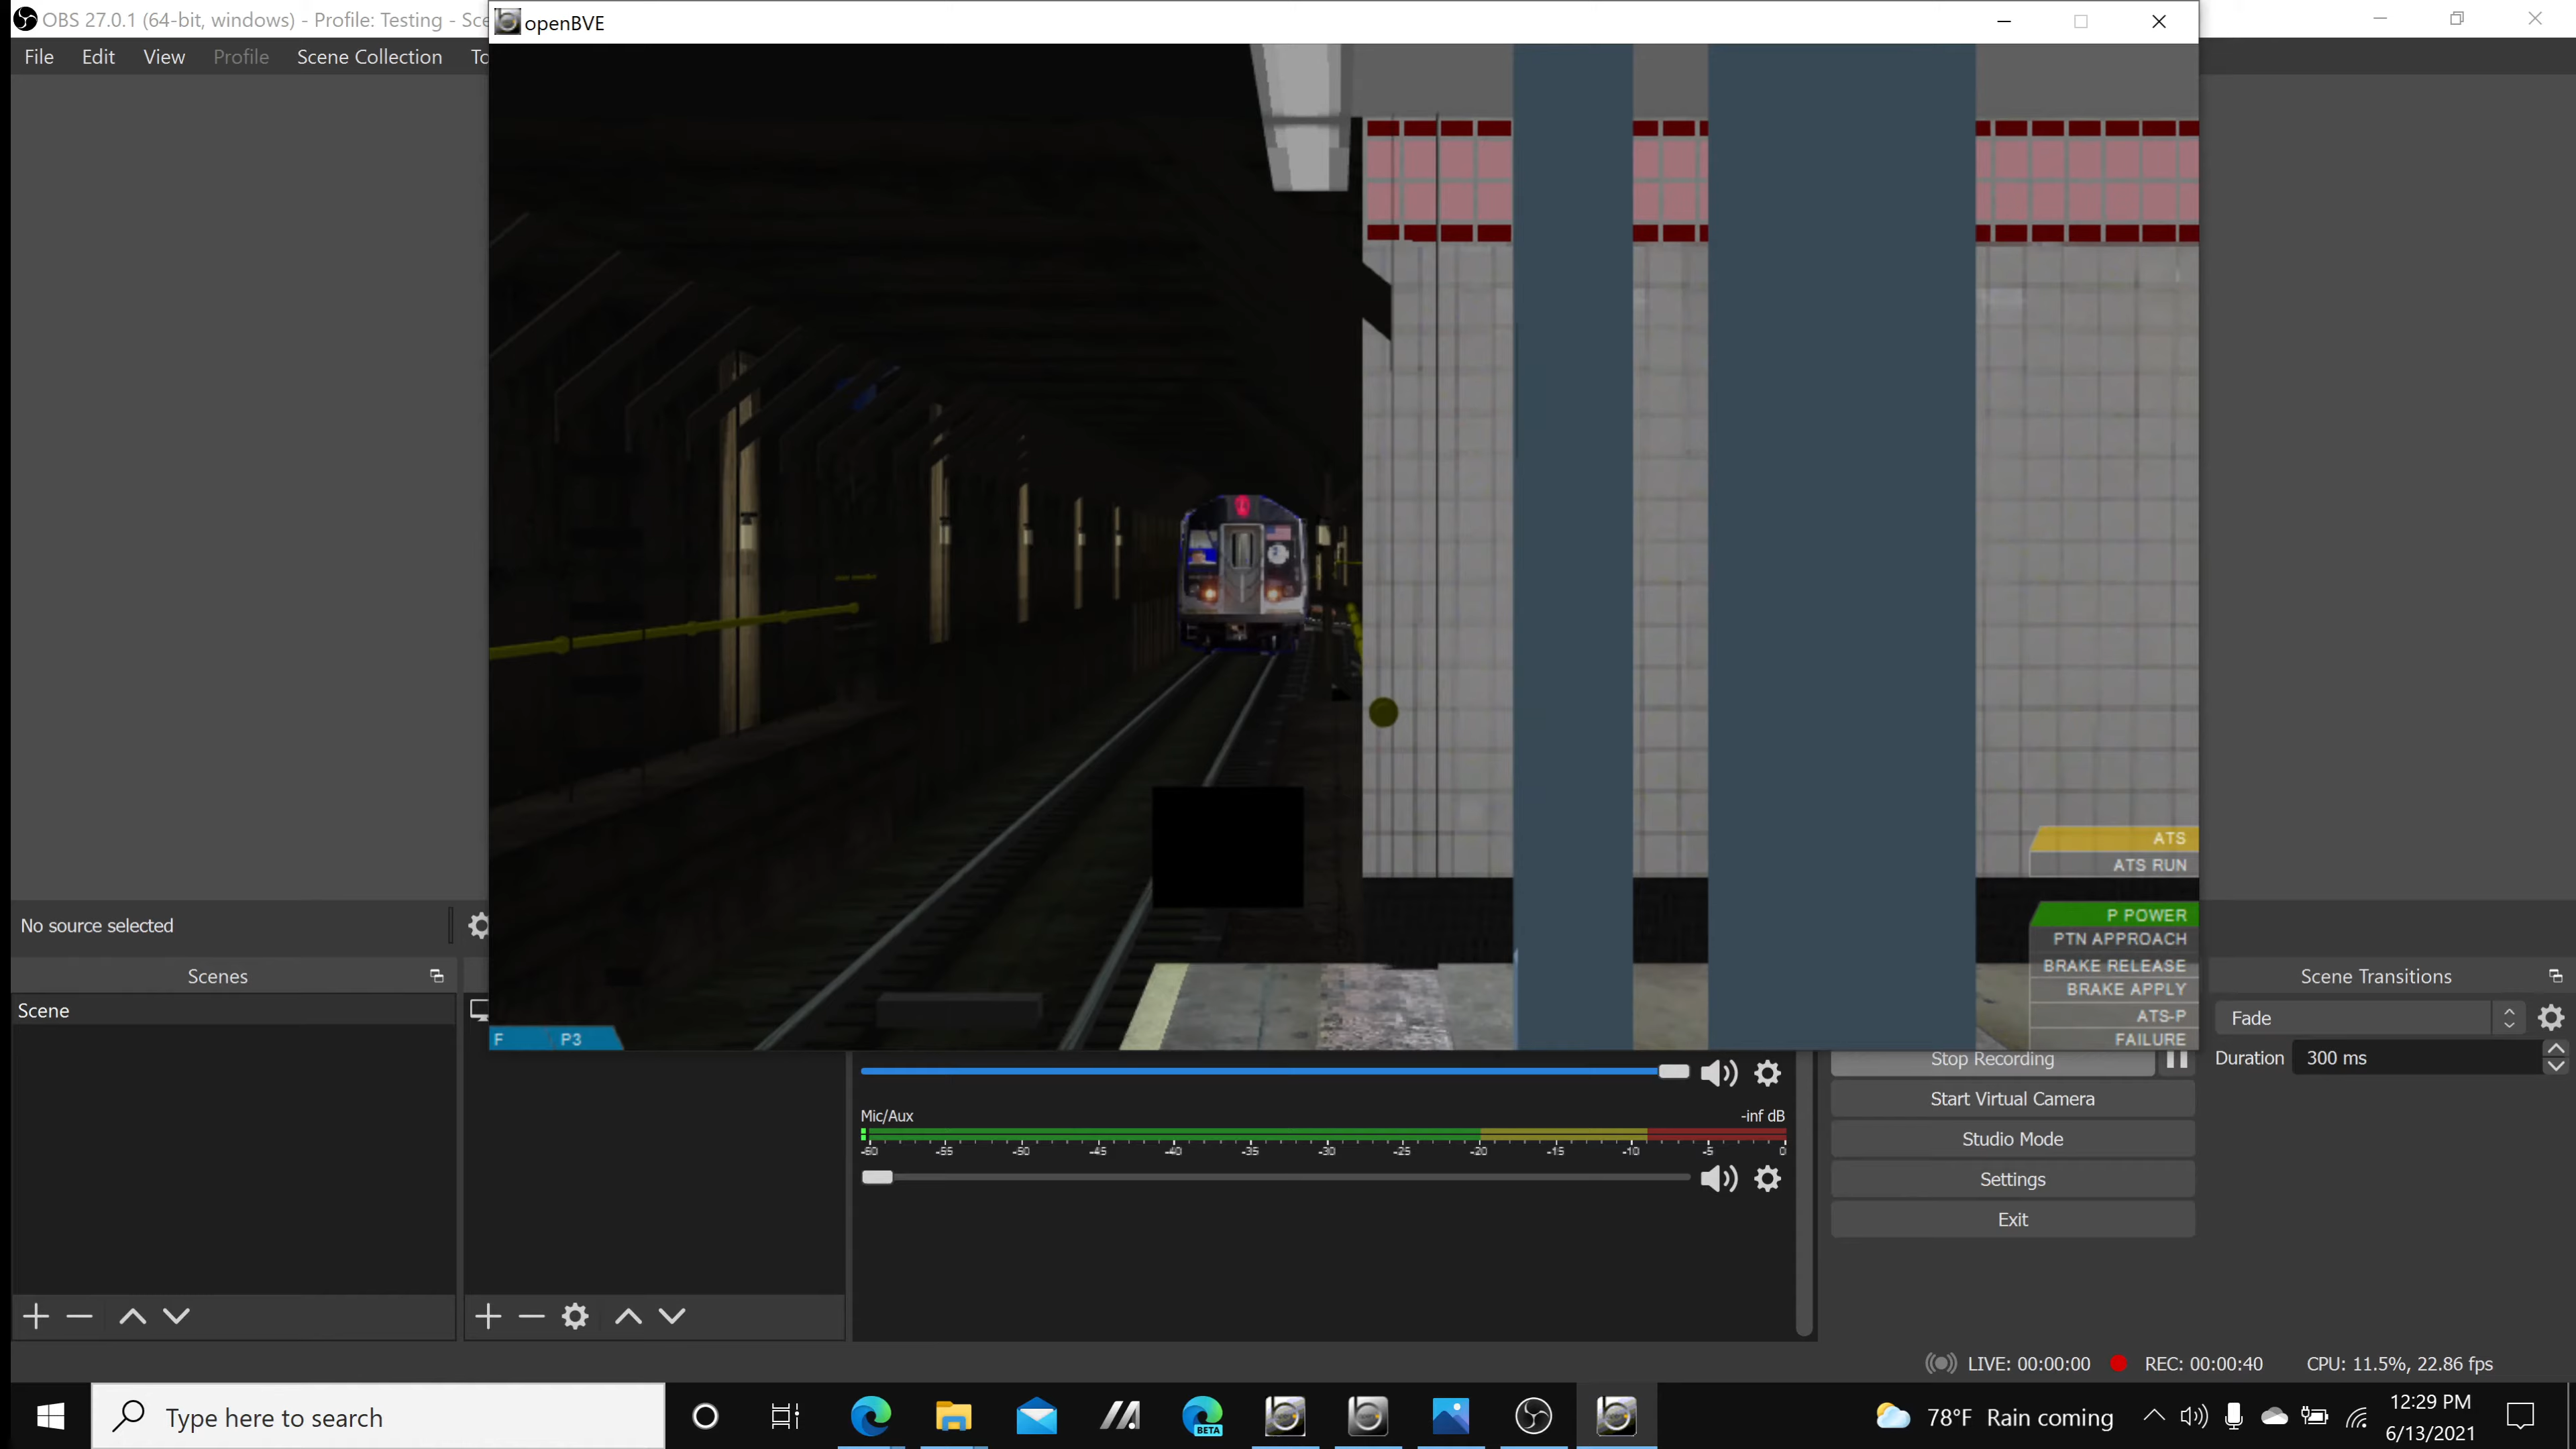 OBS 27.0.1 (64-bit, windows) - Profile: Testing - Sce
openBVE
File Edit View Profile Scene Collection To
ATS
ATS RUN
P POWER
PTN APPROACH
BRAKE RELEASE
BRAKE APPLY
ATS-P
FAILURE
F P3
No source selected
Scenes
Scene
Mic/Aux -inf dB
-60 -55 -50 -45 -40 -35 -30 -25 -20 -15 -10 -5 0
Stop Recording
Start Virtual Camera
Studio Mode
Settings
Exit
Scene Transitions
Fade
Duration 300 ms
LIVE: 00:00:00 REC: 00:00:40 CPU: 11.5%, 22.86 fps
Type here to search
BETA
78°F Rain coming
12:29 PM
6/13/2021